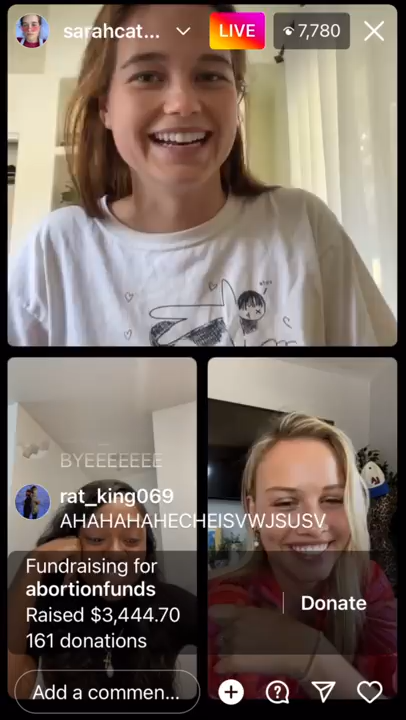 sarahcat...
LIVE
7,780
BYEEEEEEE
rat_king069
AHAHAHAHECHEISVWJSUSV
Fundraising for
abortionfunds
Raised $3,444.70
161 donations
Donate
Add a commen...